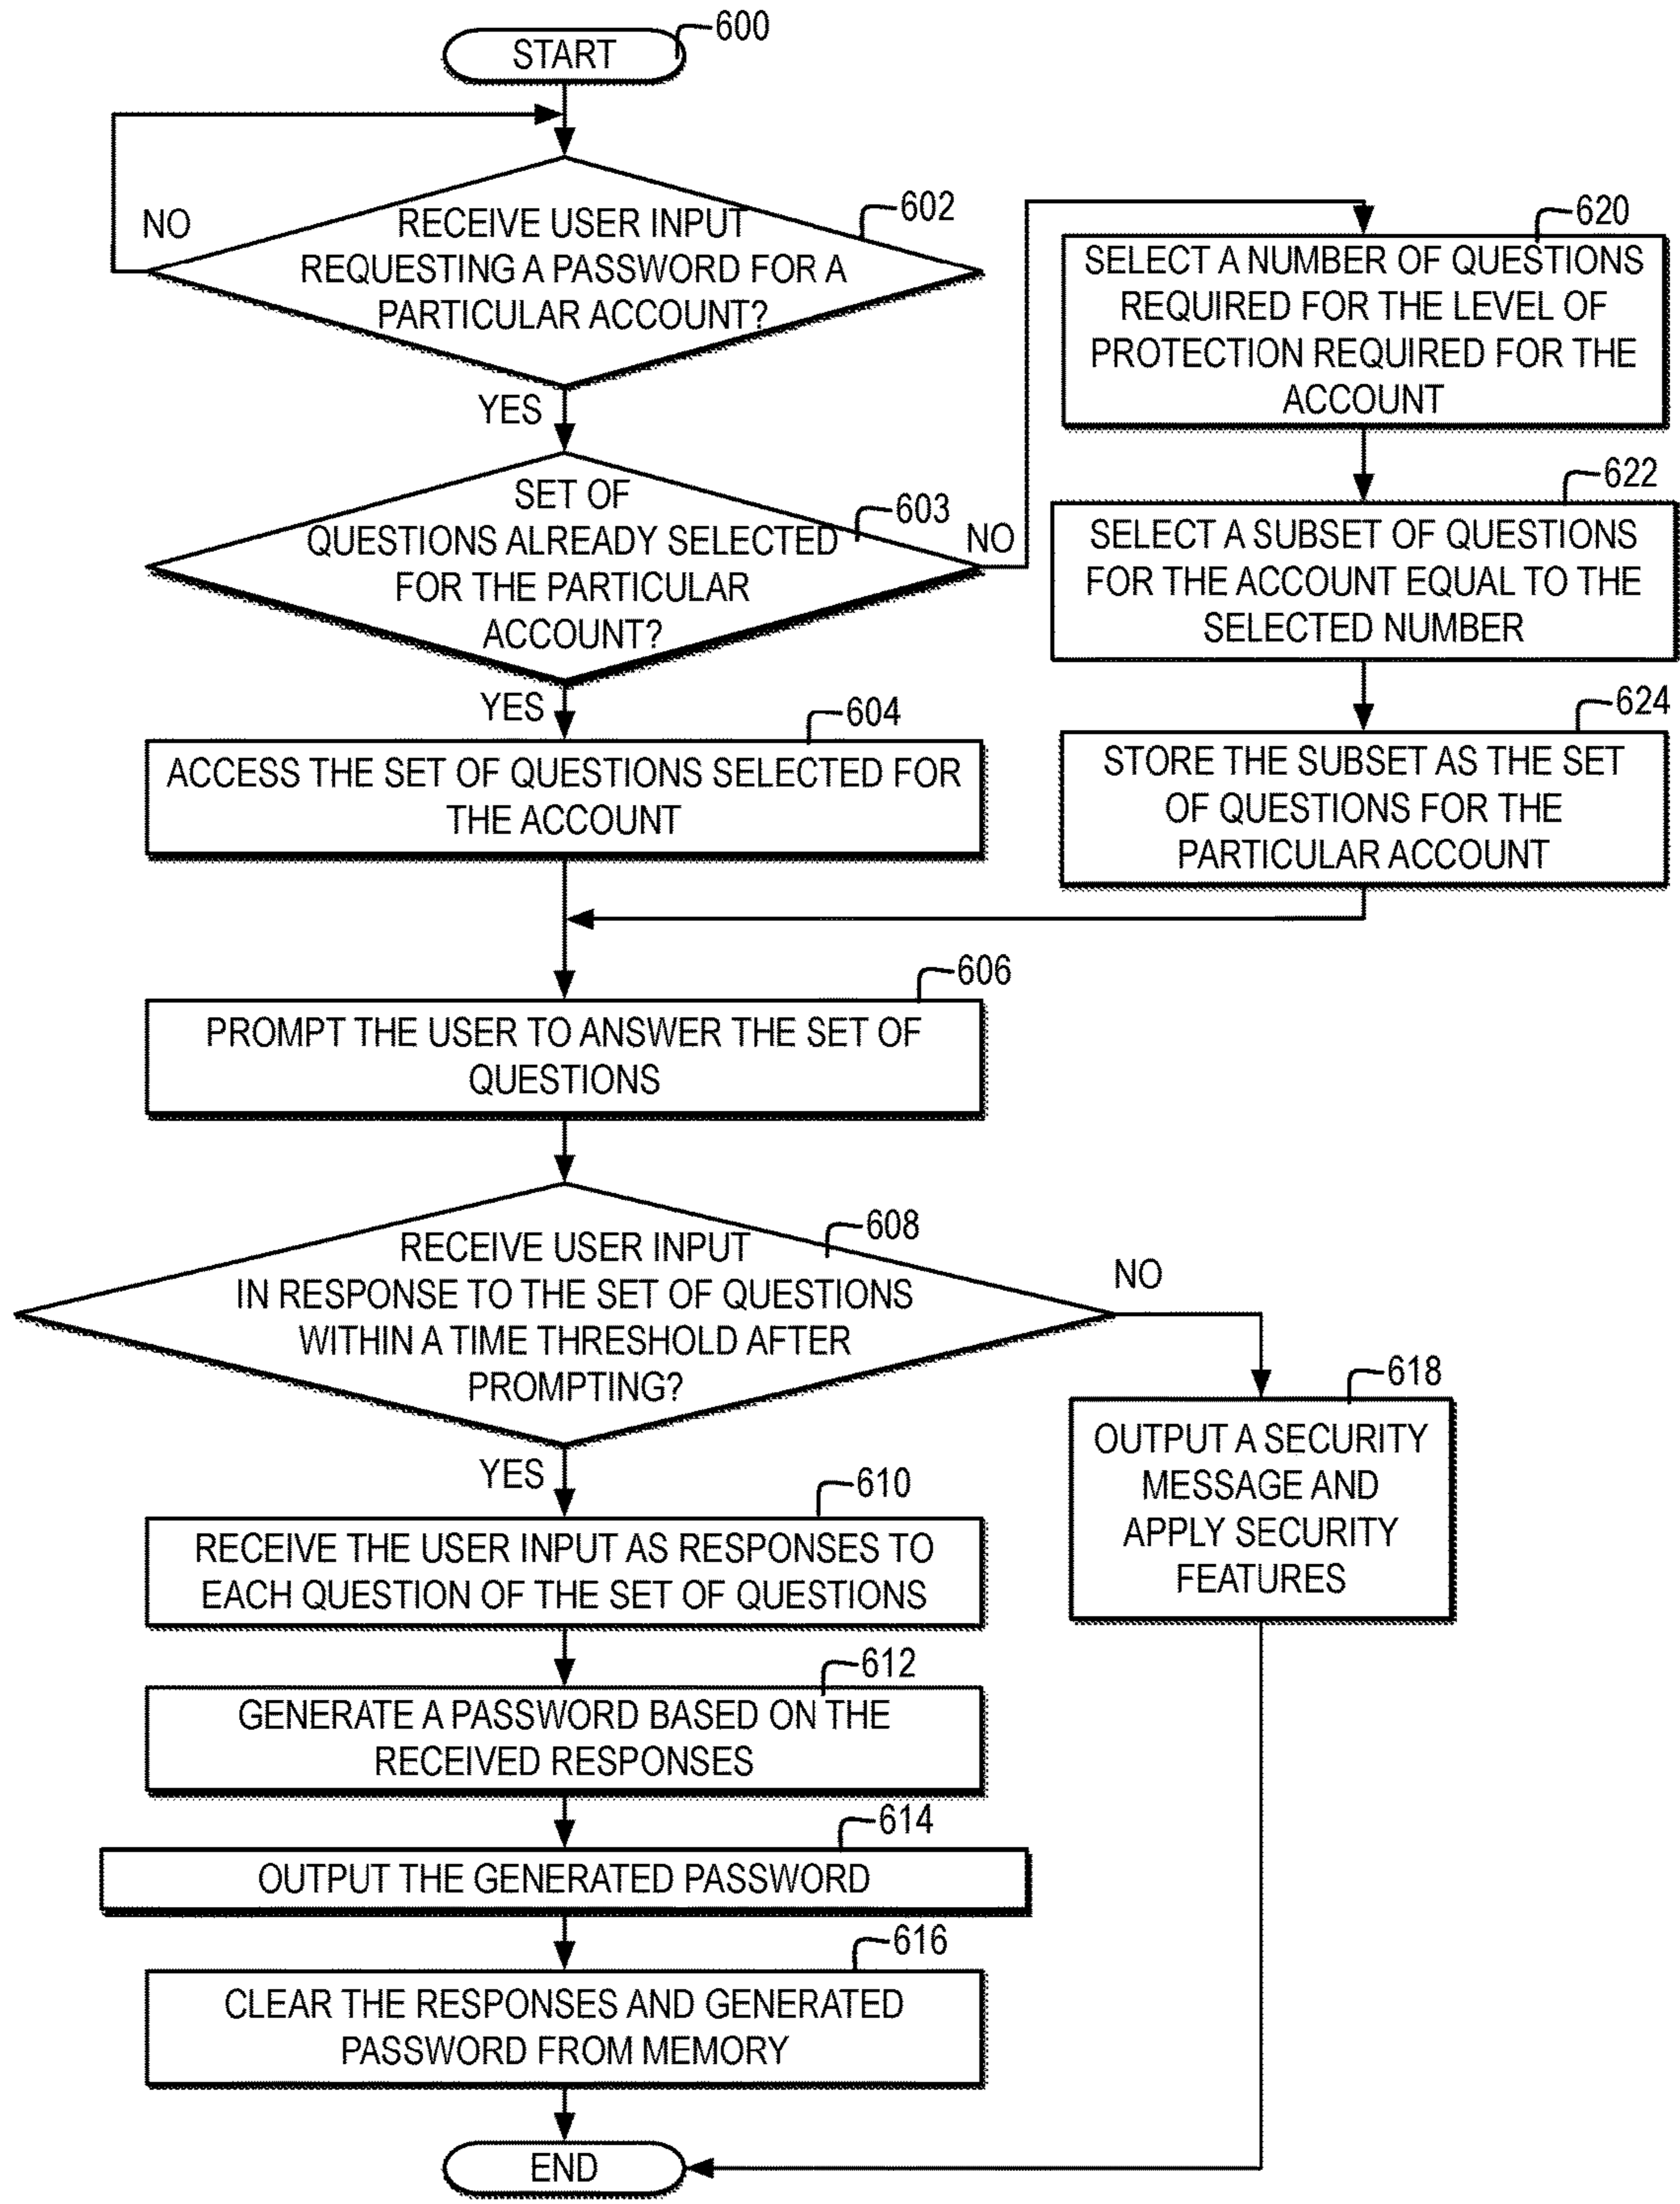 START
600
NO
RECEIVE USER INPUT
REQUESTING A PASSWORD FOR A
PARTICULAR ACCOUNT?
602
YES
SET OF
QUESTIONS ALREADY SELECTED
FOR THE PARTICULAR
ACCOUNT?
603
NO
620
SELECT A NUMBER OF QUESTIONS
REQUIRED FOR THE LEVEL OF
PROTECTION REQUIRED FOR THE
ACCOUNT
622
SELECT A SUBSET OF QUESTIONS
FOR THE ACCOUNT EQUAL TO THE
SELECTED NUMBER
624
STORE THE SUBSET AS THE SET
OF QUESTIONS FOR THE
PARTICULAR ACCOUNT
YES
604
ACCESS THE SET OF QUESTIONS SELECTED FOR
THE ACCOUNT
606
PROMPT THE USER TO ANSWER THE SET OF
QUESTIONS
608
RECEIVE USER INPUT
IN RESPONSE TO THE SET OF QUESTIONS
WITHIN A TIME THRESHOLD AFTER
PROMPTING?
NO
618
OUTPUT A SECURITY
MESSAGE AND
APPLY SECURITY
FEATURES
YES
610
RECEIVE THE USER INPUT AS RESPONSES TO
EACH QUESTION OF THE SET OF QUESTIONS
612
GENERATE A PASSWORD BASED ON THE
RECEIVED RESPONSES
614
OUTPUT THE GENERATED PASSWORD
616
CLEAR THE RESPONSES AND GENERATED
PASSWORD FROM MEMORY
END